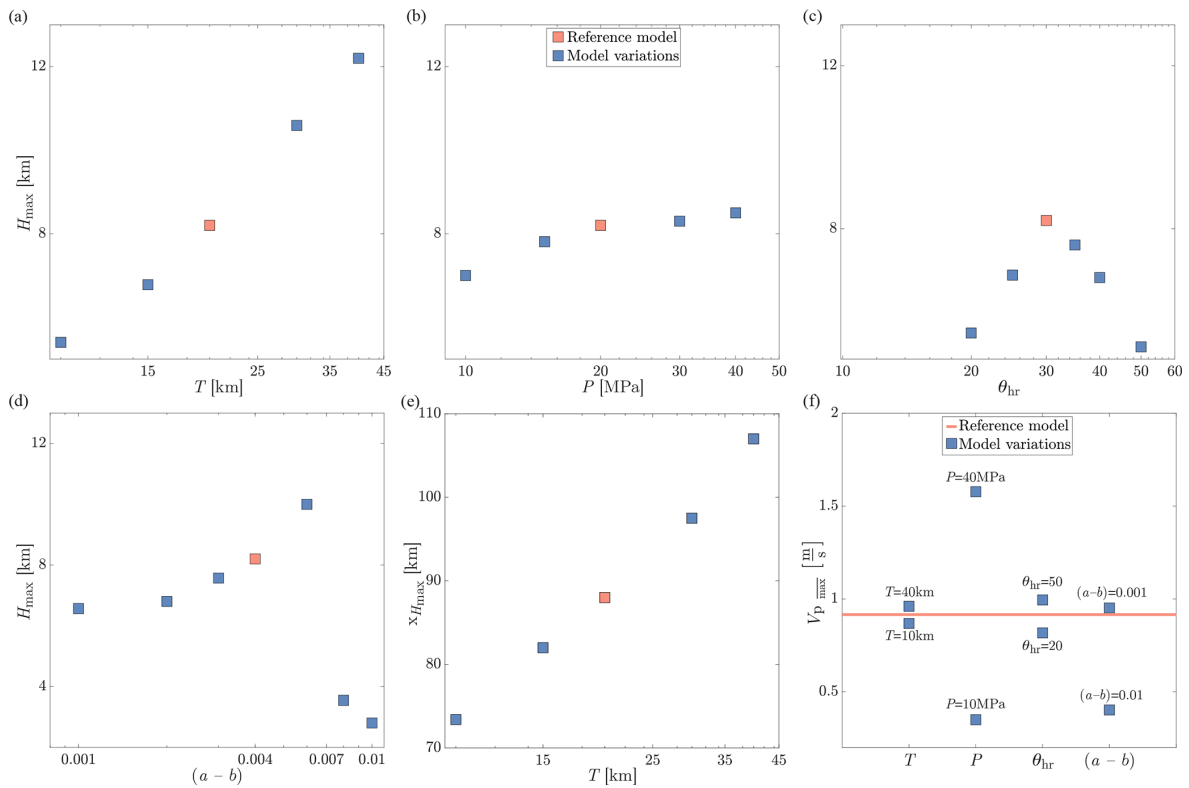 (a)
12
8
H_max [km]
15 25 35 45
T [km]
(b)
Reference model
Model variations
12
8
10 20 30 40 50
P [MPa]
(c)
12
8
10 20 30 40 50 60
θ_hr
(d)
12
8
4
H_max [km]
0.001 0.004 0.007 0.01
(a – b)
(e)
110
100
90
80
70
x_H_max [km]
15 25 35 45
T [km]
(f)
Reference model
Model variations
2
1.5
1
0.5
V_p max [m/s]
P=40MPa
T=40km
θ_hr=50
(a–b)=0.001
T=10km
θ_hr=20
P=10MPa
(a–b)=0.01
T P θ_hr (a – b)